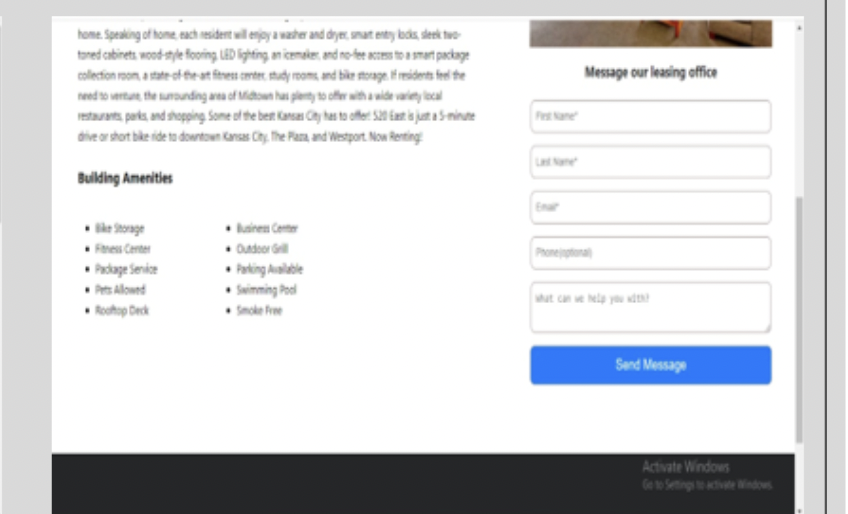 home. Speaking of home, each resident will enjoy a washer and dryer, smart entry locks, sleek two-
toned cabinets, wood-style flooring, LED lighting, an icemaker, and no-fee access to a smart package
collection room, a state-of-the-art fitness center, study rooms, and bike storage. If residents feel the
need to venture, the surrounding area of Midtown has plenty to offer with a wide variety local
restaurants, parks, and shopping. Some of the best Kansas City has to offer! 520 East is just a 5-minute
drive or short bike ride to downtown Kansas City, The Plaza, and Westport. Now Renting!
Building Amenities
Bike Storage
Fitness Center
Package Service
Pets Allowed
Rooftop Deck
Business Center
Outdoor Grill
Parking Available
Swimming Pool
Smoke Free
Message our leasing office
First Name*
Last Name*
Email*
Phone(optional)
What can we help you with?
Send Message
Activate Windows
Go to Settings to activate Windows.